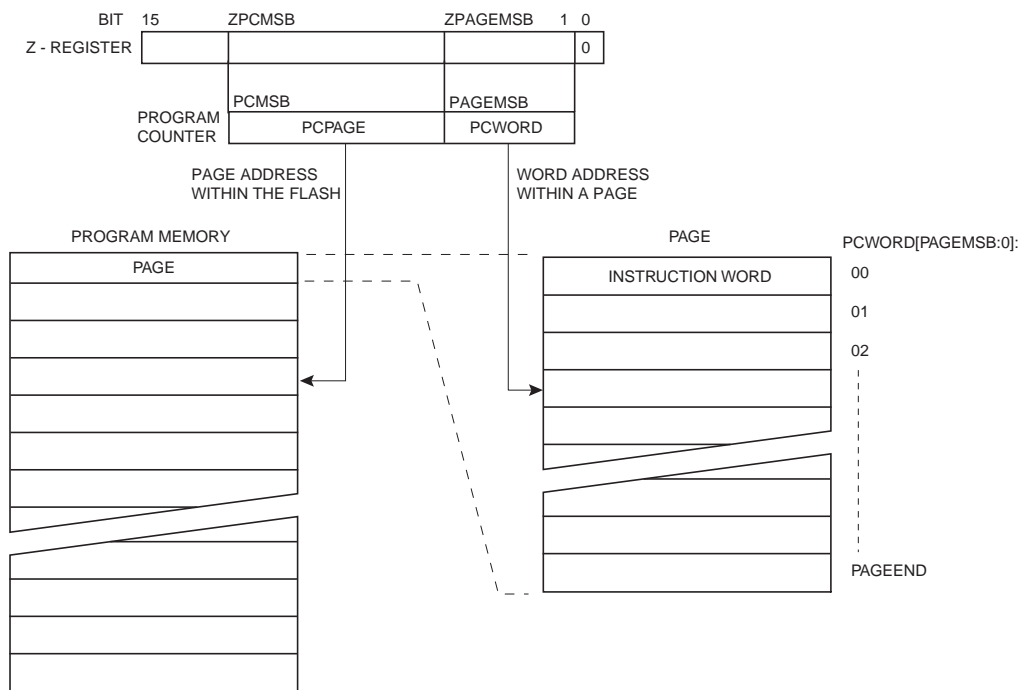 BIT 15 ZPCMSB ZPAGEMSB 1 0
Z - REGISTER 0
PCMSB PAGEMSB
PROGRAM COUNTER
PCPAGE PCWORD
PAGE ADDRESS
WITHIN THE FLASH
WORD ADDRESS
WITHIN A PAGE
PROGRAM MEMORY
PAGE
PAGE
PCWORD[PAGEMSB:0]:
INSTRUCTION WORD
00
01
02
PAGEEND